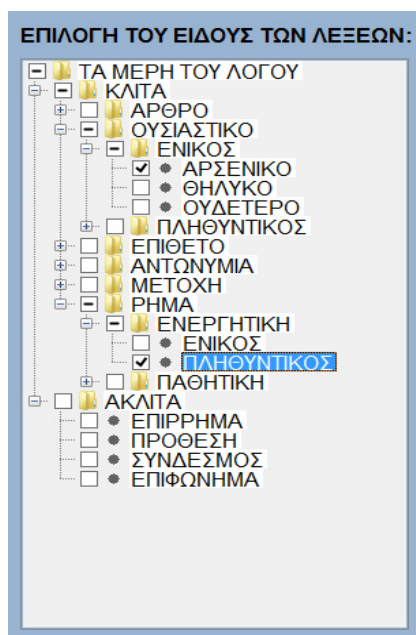 ΕΠΙΛΟΓΗ ΤΟΥ ΕΙΔΟΥΣ ΤΩΝ ΛΕΞΕΩΝ:
ΤΑ ΜΕΡΗ ΤΟΥ ΛΟΓΟΥ
ΚΛΙΤΑ
ΑΡΘΡΟ
ΟΥΣΙΑΣΤΙΚΟ
ΕΝΙΚΟΣ
ΑΡΣΕΝΙΚΟ
ΘΗΛΥΚΟ
ΟΥΔΕΤΕΡΟ
ΠΛΗΘΥΝΤΙΚΟΣ
ΕΠΙΘΕΤΟ
ΑΝΤΩΝΥΜΙΑ
ΜΕΤΟΧΗ
ΡΗΜΑ
ΕΝΕΡΓΗΤΙΚΗ
ΕΝΙΚΟΣ
ΠΛΗΘΥΝΤΙΚΟΣ
ΠΑΘΗΤΙΚΗ
ΑΚΛΙΤΑ
ΕΠΙΡΡΗΜΑ
ΠΡΟΘΕΣΗ
ΣΥΝΔΕΣΜΟΣ
ΕΠΙΦΩΝΗΜΑ